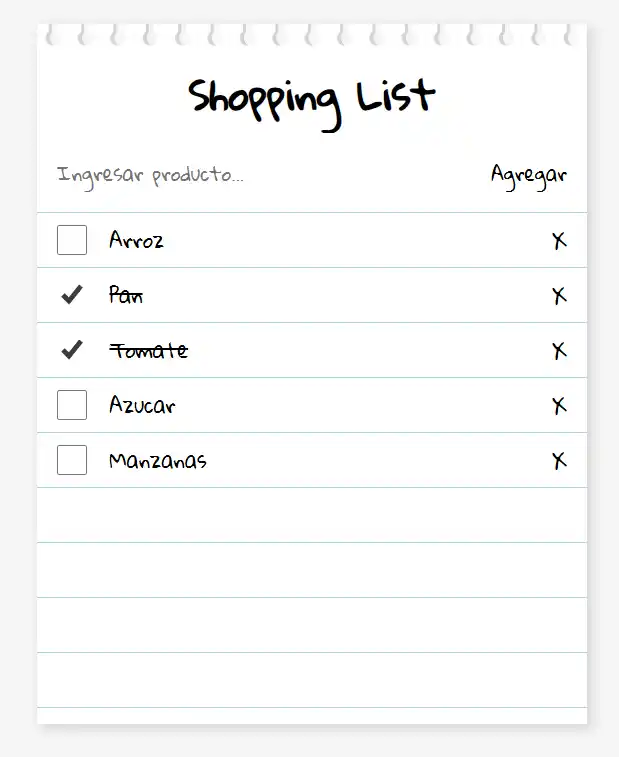 Shopping List
Ingresar producto... Agregar
Arroz X
Pan X
Tomate X
Azucar X
Manzanas X